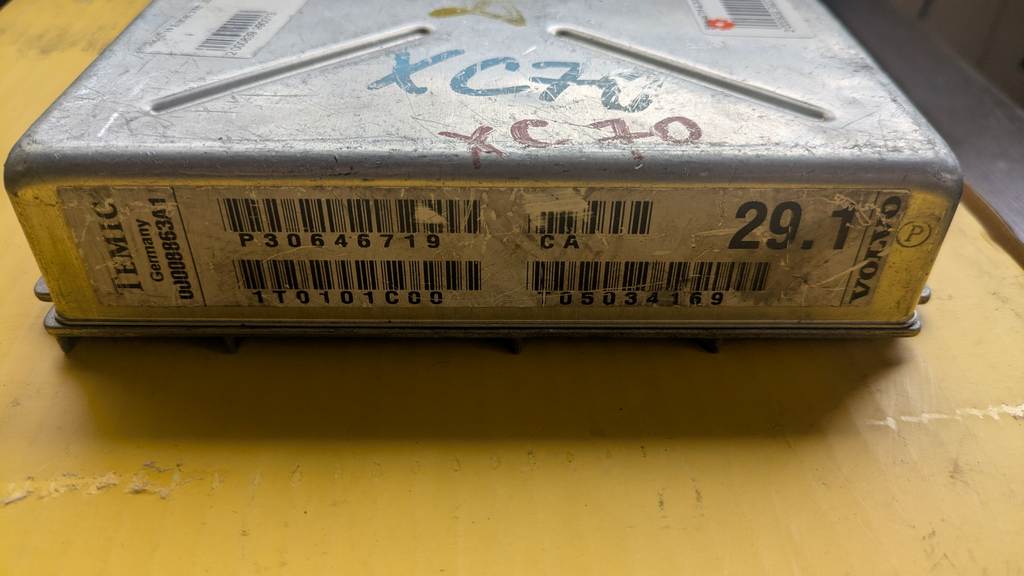 XC70
XC70
TEMIC
Germany
00008863A1
P30646719
CA
29.1
1T0101C00
T05034169
VOLVO
P